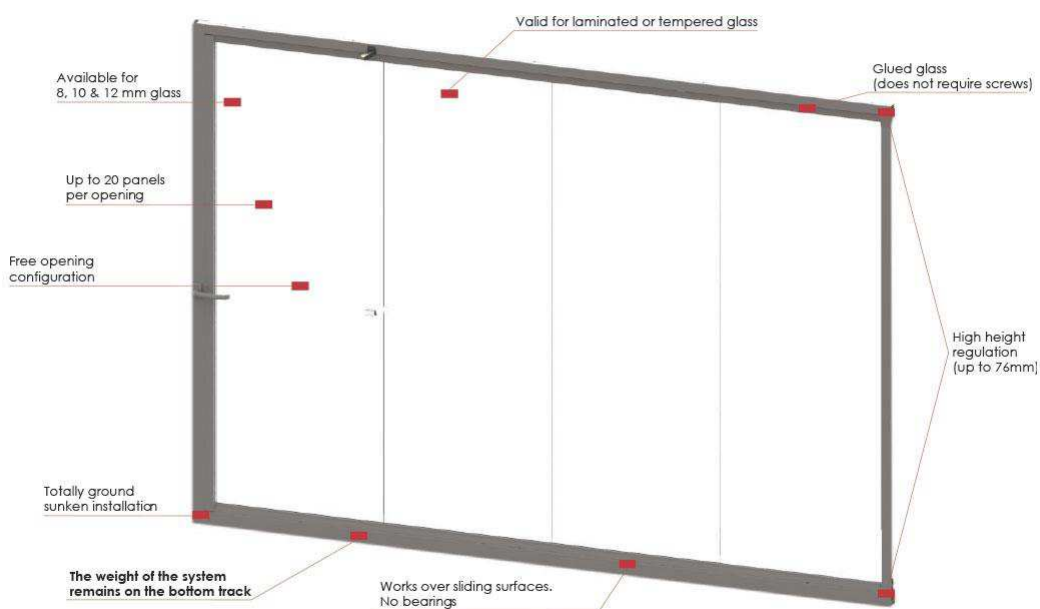 Valid for laminated or tempered glass
Available for
8, 10 & 12 mm glass
Glued glass
(does not require screws)
Up to 20 panels
per opening
Free opening
configuration
High height
regulation
(up to 76mm)
Totally ground
sunken installation
The weight of the system
remains on the bottom track
Works over sliding surfaces.
No bearings